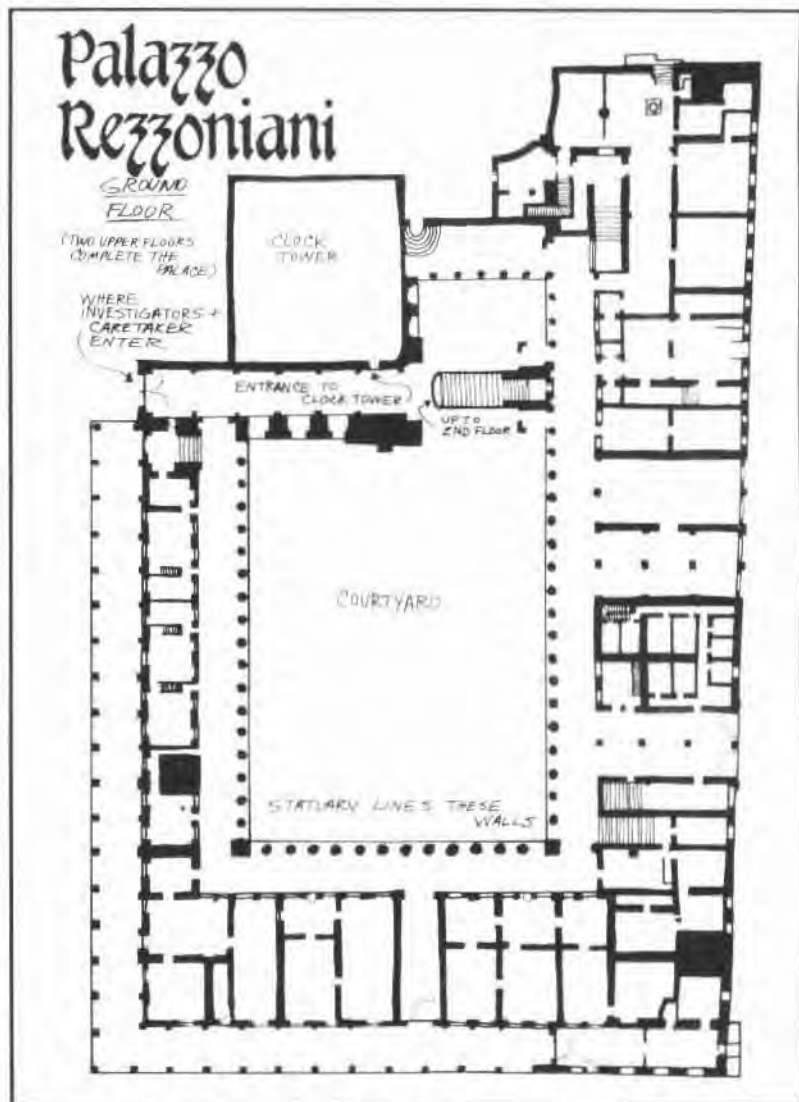 Palazzo
Rezzoniani
GROUND
FLOOR
(TWO UPPER FLOORS
COMPLETE THE
PALACE)
WHERE
INVESTIGATORS +
CARETAKER
ENTER
CLOCK
TOWER
ENTRANCE TO
CLOCK TOWER
UP TO
2ND FLOOR
COURTYARD
STATUARY LINES THESE
WALLS